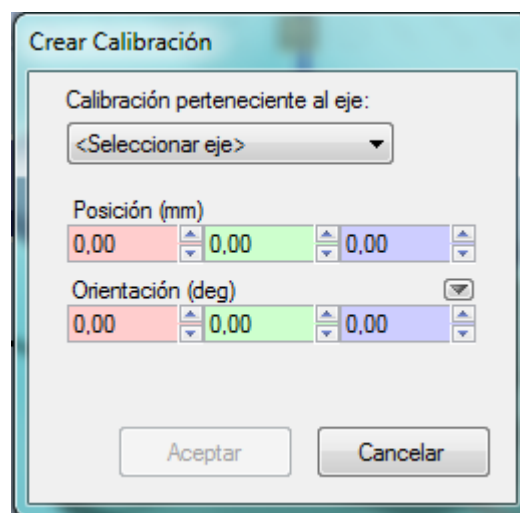 Crear Calibración
Calibración perteneciente al eje:
<Seleccionar eje>
Posición (mm)
0,00 0,00 0,00
Orientación (deg)
0,00 0,00 0,00
Aceptar Cancelar